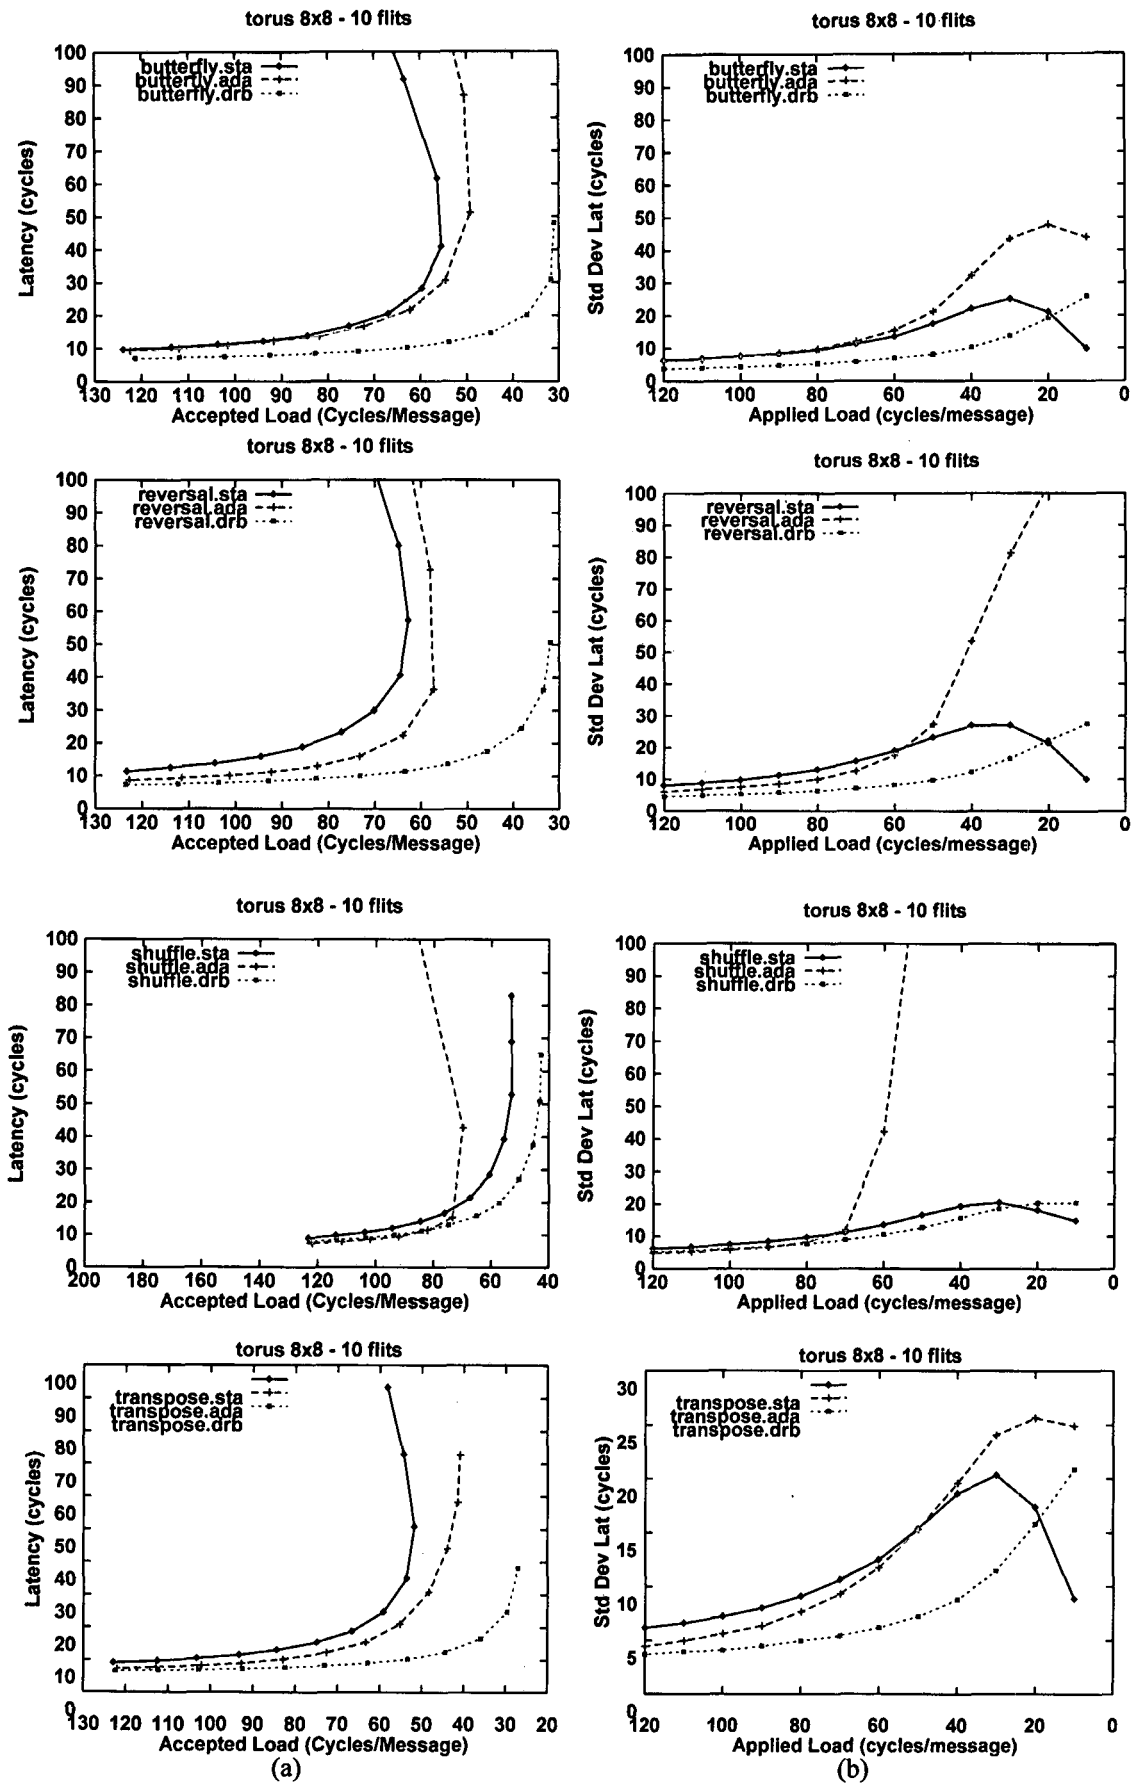 torus 8x8 - 10 flits
torus 8x8 - 10 flits
100
90
80
70
60
50
40
30
20
10
0
Latency (cycles)
butterfly.sta
butterfly.ada
butterfly.drb
130 120 110 100 90 80 70 60 50 40 30
Accepted Load (Cycles/Message)
100
90
80
70
60
50
40
30
20
10
0
Std Dev Lat (cycles)
butterfly.sta
butterfly.ada
butterfly.drb
120 100 80 60 40 20 0
Applied Load (cycles/message)
torus 8x8 - 10 flits
torus 8x8 - 10 flits
100
90
80
70
60
50
40
30
20
10
0
Latency (cycles)
reversal.sta
reversal.ada
reversal.drb
130 120 110 100 90 80 70 60 50 40 30
Accepted Load (Cycles/Message)
100
90
80
70
60
50
40
30
20
10
0
Std Dev Lat (cycles)
reversal.sta
reversal.ada
reversal.drb
120 100 80 60 40 20 0
Applied Load (cycles/message)
torus 8x8 - 10 flits
torus 8x8 - 10 flits
100
90
80
70
60
50
40
30
20
10
0
Latency (cycles)
shuffle.sta
shuffle.ada
shuffle.drb
200 180 160 140 120 100 80 60 40
Accepted Load (Cycles/Message)
100
90
80
70
60
50
40
30
20
10
0
Std Dev Lat (cycles)
shuffle.sta
shuffle.ada
shuffle.drb
120 100 80 60 40 20 0
Applied Load (cycles/message)
torus 8x8 - 10 flits
torus 8x8 - 10 flits
100
90
80
70
60
50
40
30
20
10
0
Latency (cycles)
transpose.sta
transpose.ada
transpose.drb
130 120 110 100 90 80 70 60 50 40 30 20
Accepted Load (Cycles/Message)
30
25
20
15
10
5
0
Std Dev Lat (cycles)
transpose.sta
transpose.ada
transpose.drb
120 100 80 60 40 20 0
Applied Load (cycles/message)
(a)
(b)